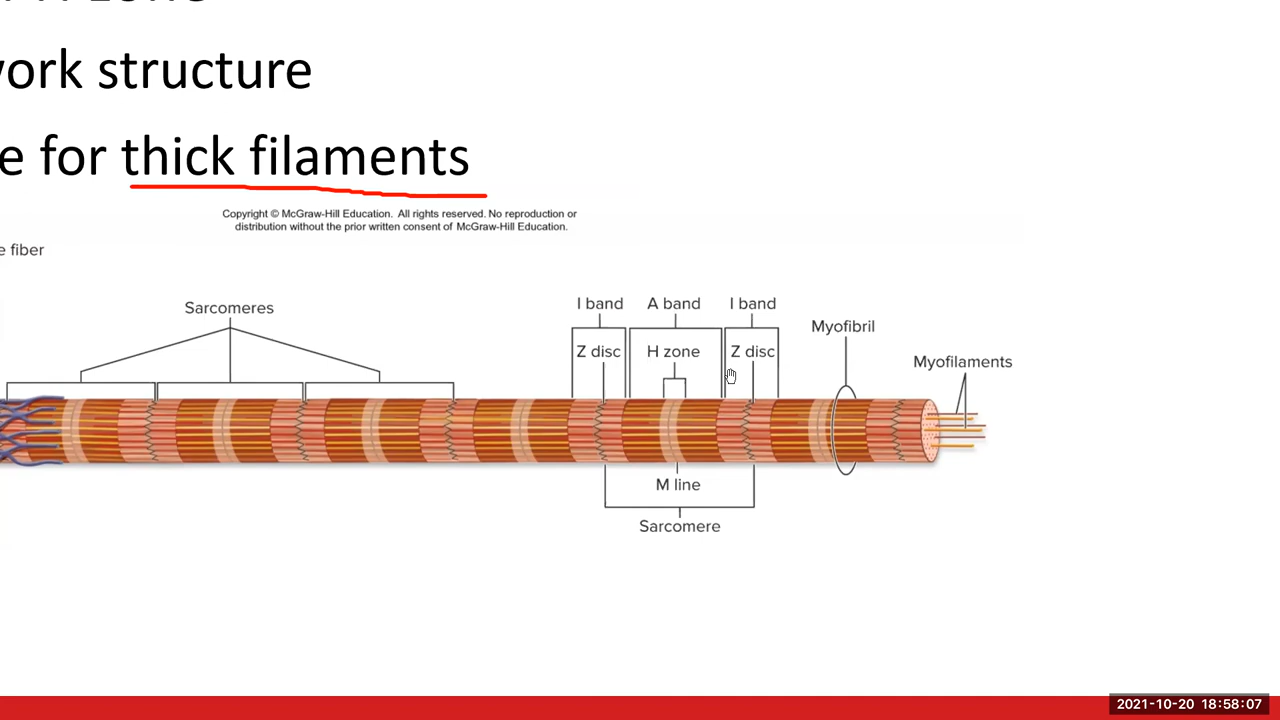 work structure
e for thick filaments
Copyright © McGraw-Hill Education. All rights reserved. No reproduction or
distribution without the prior written consent of McGraw-Hill Education.
e fiber
Sarcomeres
I band A band I band
Z disc H zone Z disc
Myofibril
Myofilaments
M line
Sarcomere
2021-10-20 18:58:07